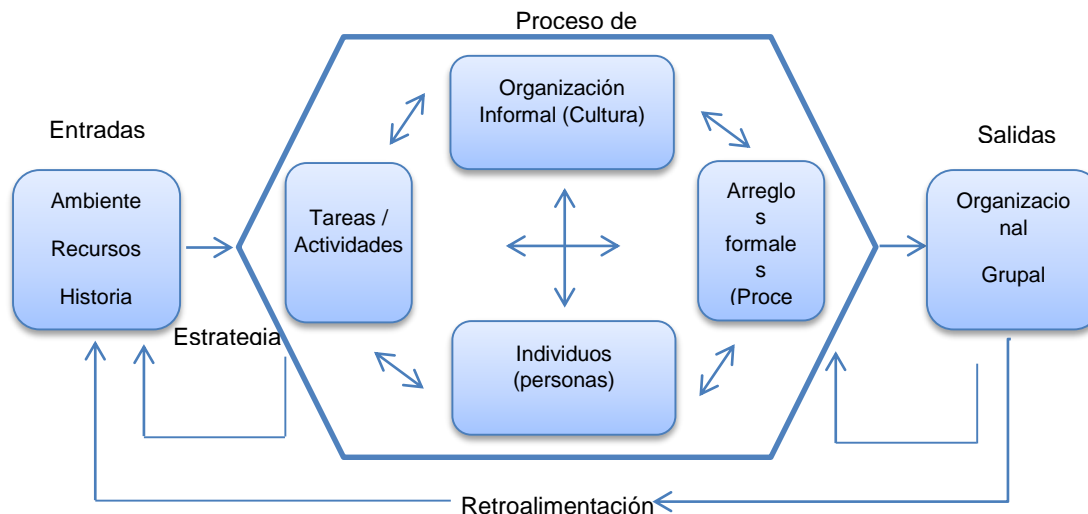 Proceso de
Organización
Informal (Cultura)
Entradas
Salidas
Ambiente
Recursos
Historia
Tareas /
Actividades
Arreglo
s
formale
s
(Proce
Organizacio
nal
Grupal
Estrategia
Individuos
(personas)
Retroalimentación